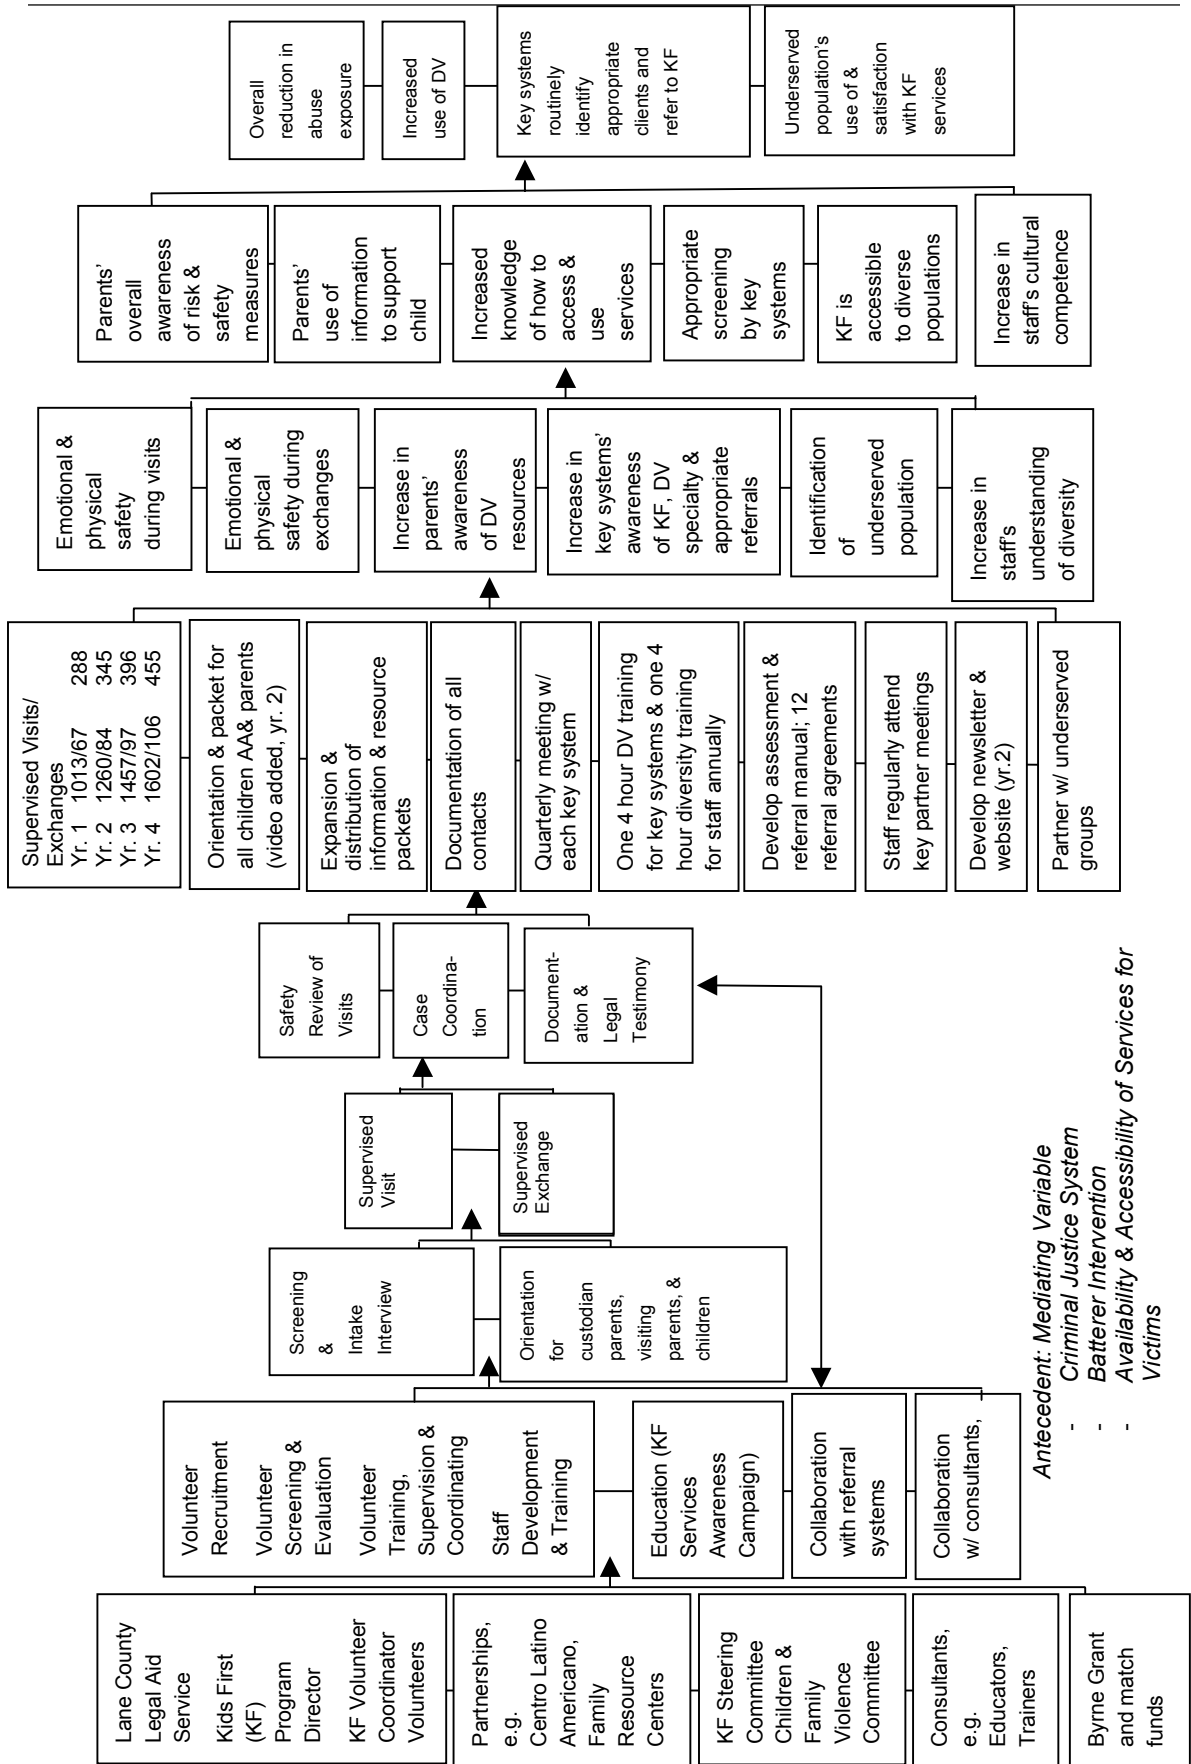 Lane County
Legal Aid
Service
Kids First
(KF)
Program
Director
KF Volunteer
Coordinator
Volunteers
Partnerships,
e.g.
Centro Latino
Americano,
Family
Resource
Centers
KF Steering
Committee
Children &
Family
Violence
Committee
Consultants,
e.g.
Educators,
Trainers
Byrne Grant
and match
funds
Volunteer
Recruitment
Volunteer
Screening &
Evaluation
Volunteer
Training,
Supervision &
Coordinating
Staff
Development
& Training
Education (KF
Services
Awareness
Campaign)
Collaboration
with referral
systems
Collaboration
w/ consultants,
Screening
&
Intake
Interview
Orientation
for
custodian
parents,
visiting
parents, &
children
Supervised
Visit
Supervised
Exchange
Safety
Review of
Visits
Case
Coordina-
tion
Document-
ation &
Legal
Testimony
Supervised Visits/
Exchanges
Yr. 1 1013/67 288
Yr. 2 1260/84 345
Yr. 3 1457/97 396
Yr. 4 1602/106 455
Orientation & packet for
all children AA& parents
(video added, yr. 2)
Expansion &
distribution of
information & resource
packets
Documentation of all
contacts
Quarterly meeting w/
each key system
One 4 hour DV training
for key systems & one 4
hour diversity training
for staff annually
Develop assessment &
referral manual; 12
referral agreements
Staff regularly attend
key partner meetings
Develop newsletter &
website (yr.2)
Partner w/ underserved
groups
Emotional &
physical
safety
during visits
Emotional &
physical
safety during
exchanges
Increase in
parents'
awareness
of DV
resources
Increase in
key systems'
awareness
of KF, DV
specialty &
appropriate
referrals
Identification
of
underserved
population
Increase in
staff's
understanding
of diversity
Parents'
overall
awareness
of risk &
safety
measures
Parents'
use of
information
to support
child
Increased
knowledge
of how to
access &
use
services
Appropriate
screening
by key
systems
KF is
accessible
to diverse
populations
Increase in
staff's cultural
competence
Overall
reduction in
abuse
exposure
Increased
use of DV
Key systems
routinely
identify
appropriate
clients and
refer to KF
Underserved
population's
use of &
satisfaction
with KF
services
Antecedent: Mediating Variable
- Criminal Justice System
- Batterer Intervention
- Availability & Accessibility of Services for
Victims